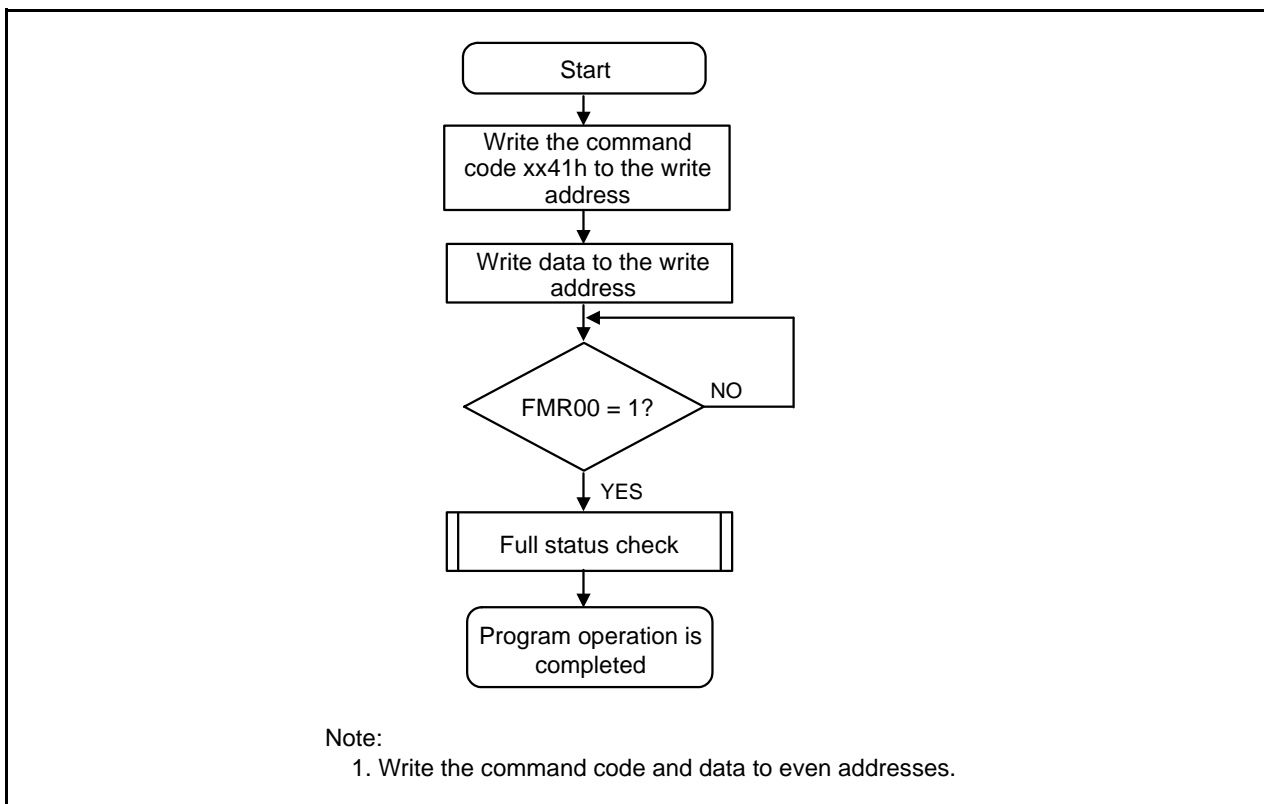 Start
Write the command
code xx41h to the write
address
Write data to the write
address
FMR00 = 1?
NO
YES
Full status check
Program operation is
completed
Note:
1. Write the command code and data to even addresses.